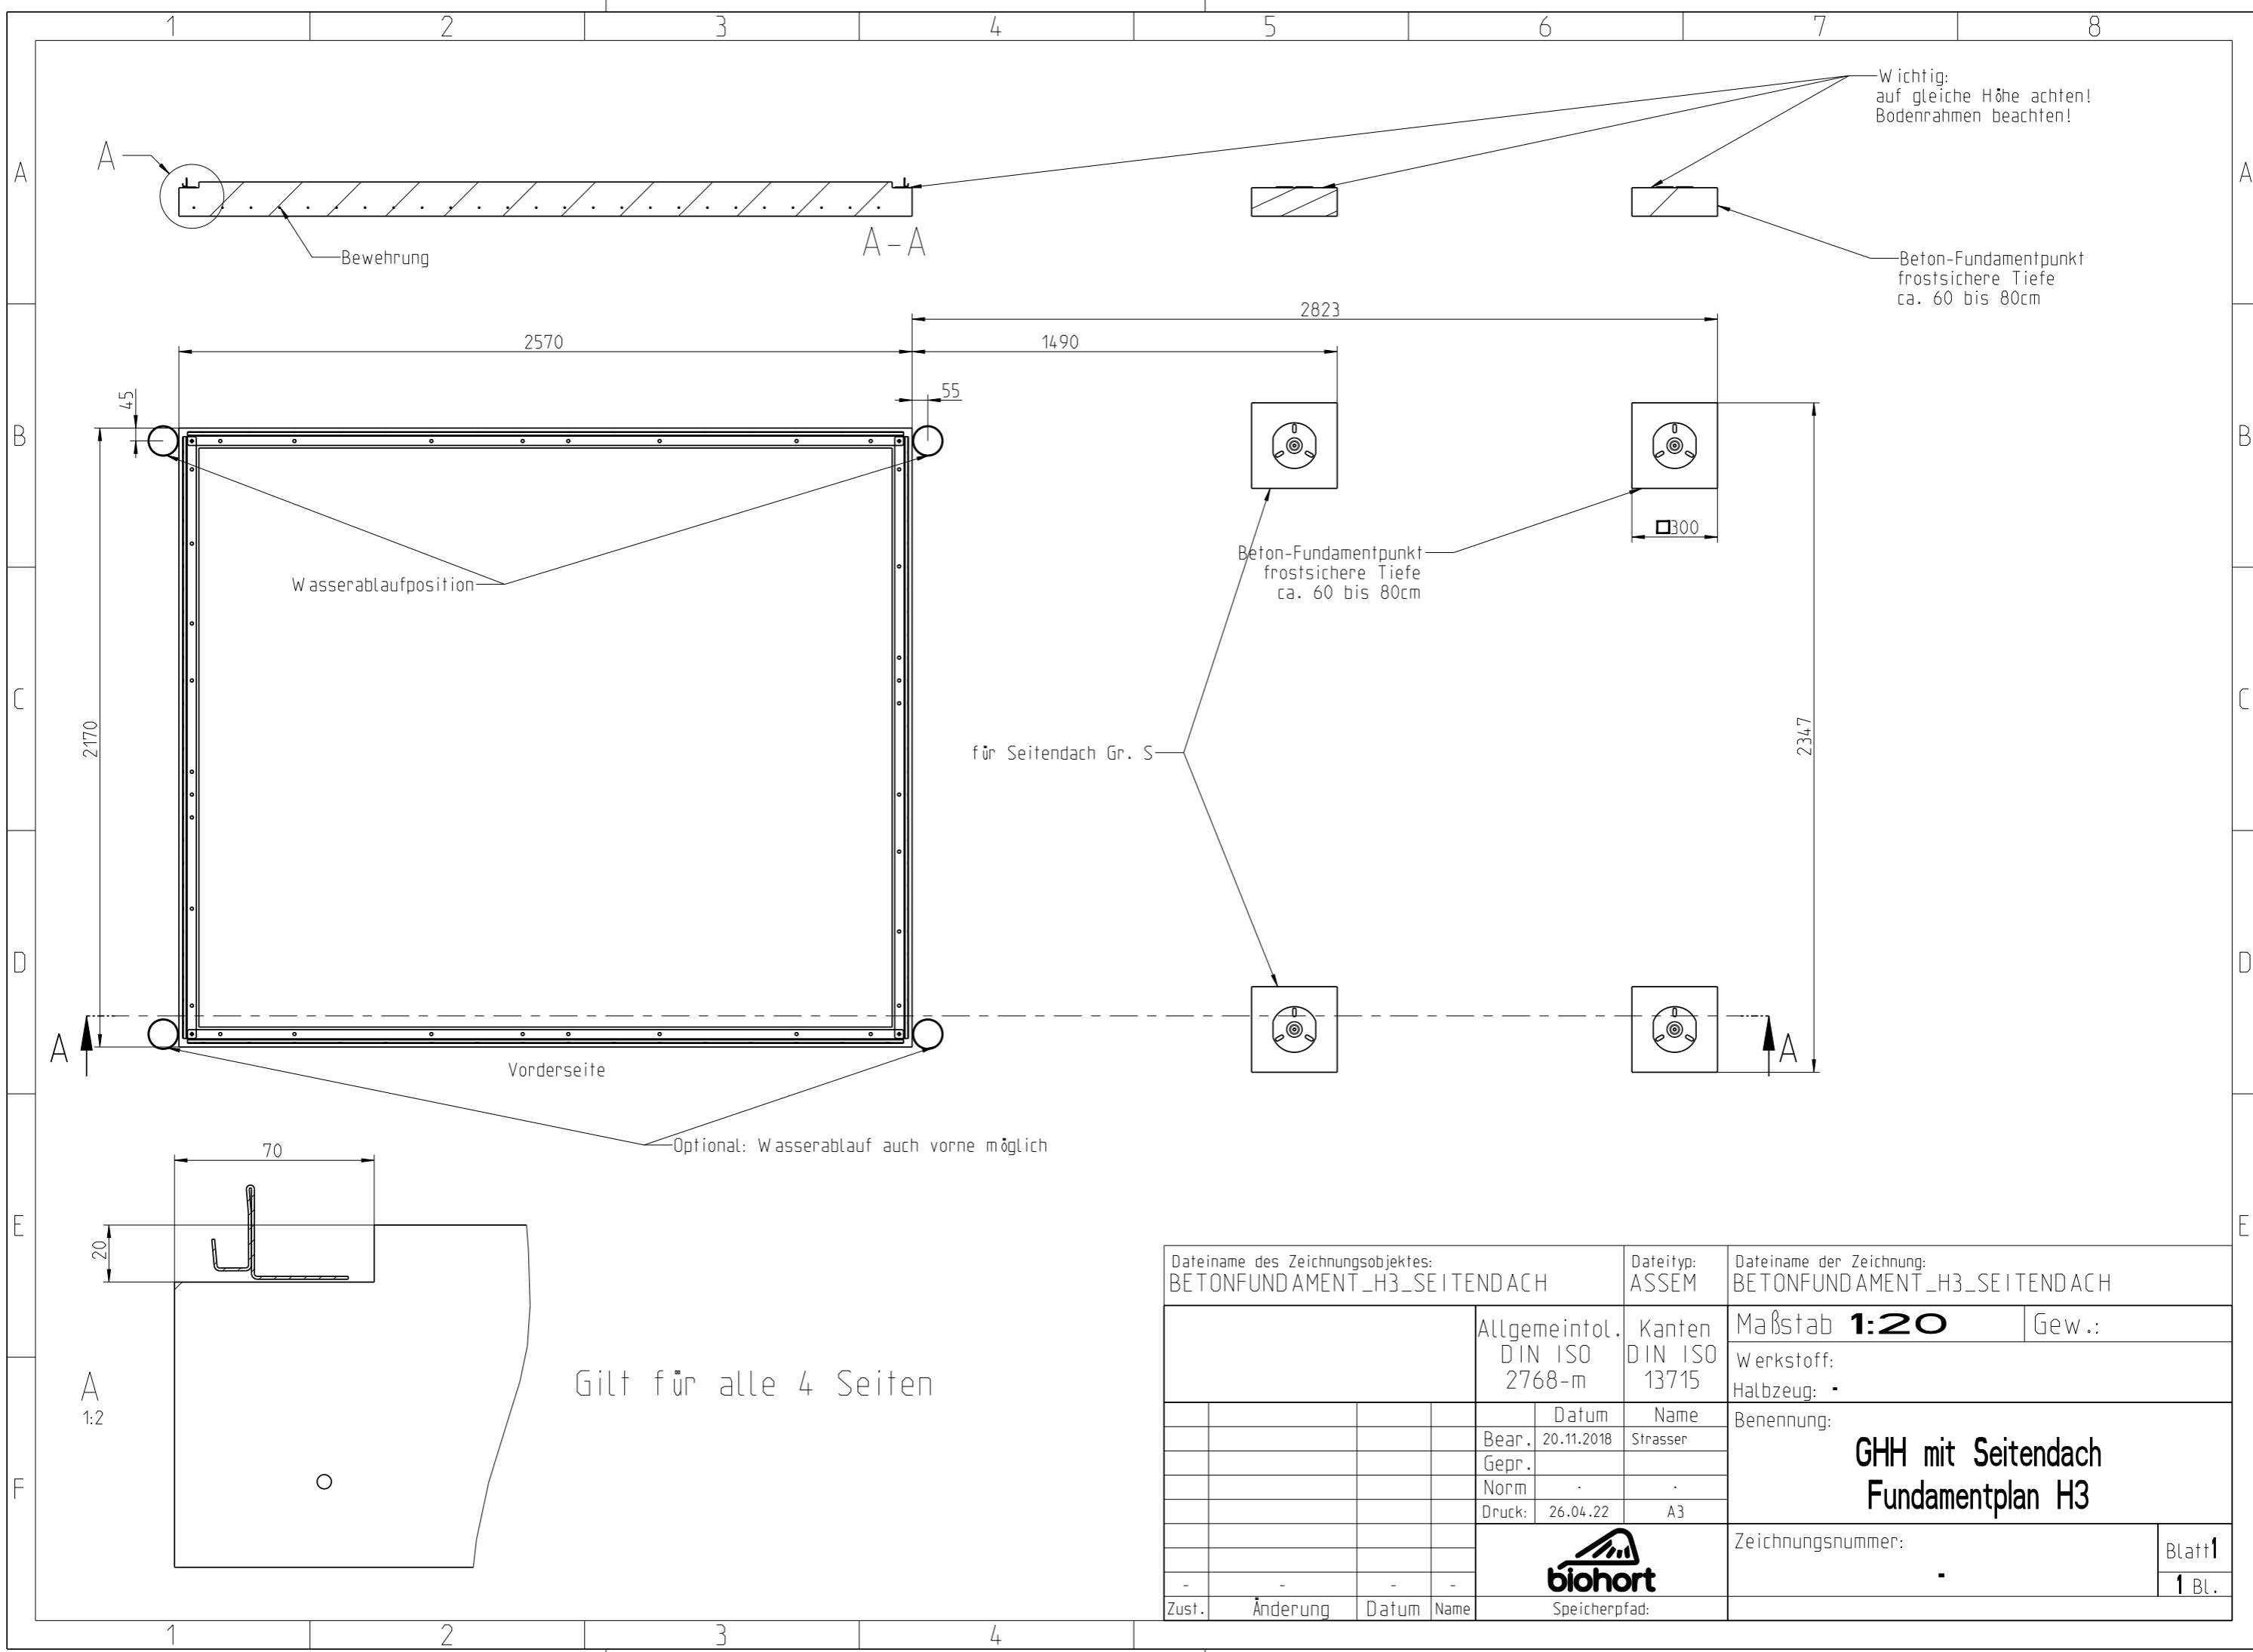 1 2 3 4 5 6 7 8
Wichtig:
auf gleiche Höhe achten!
Bodenrahmen beachten!
A
A
A
A-A
Bewehrung
Beton-Fundamentpunkt
frostsichere Tiefe
ca. 60 bis 80cm
2823
2570
1490
45
55
B
B
□300
Beton-Fundamentpunkt
frostsichere Tiefe
ca. 60 bis 80cm
Wasserablaufposition
C
C
2170
2347
für Seitendach Gr. S
D
D
A
A
Vorderseite
Optional: Wasserablauf auch vorne möglich
70
20
E
E
A
1:2
Gilt für alle 4 Seiten
F
Dateiname des Zeichnungsobjektes:
BETONFUNDAMENT_H3_SEITENDACH
Dateityp:
ASSEM
Dateiname der Zeichnung:
BETONFUNDAMENT_H3_SEITENDACH
Allgemeintol.
DIN ISO
2768-m
Kanten
DIN ISO
13715
Maßstab 1:20
Gew.:
Werkstoff:
Halbzeug: -
Datum Name
Bear. 20.11.2018 Strasser
Gepr.
Norm . .
Druck: 26.04.22 A3
Benennung:
GHH mit Seitendach
Fundamentplan H3
biohort
Zeichnungsnummer:
-
Blatt 1
1 Bl.
- - - -
Zust. Änderung Datum Name
Speicherpfad:
1 2 3 4